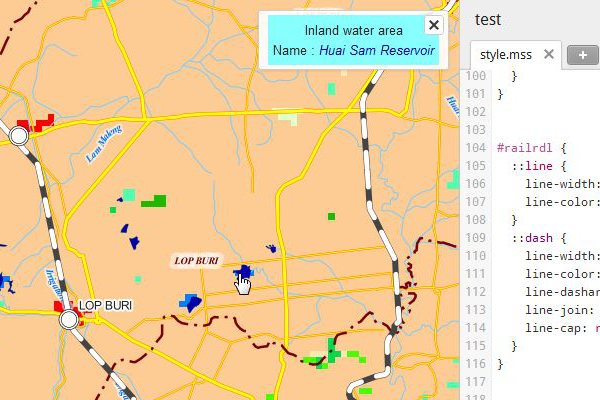 Inland water area
Name : Huai Sam Reservoir
Lam Maleng
LOP BURI
LOP BURI
test
style.mss
100 }
101 }
102
103
104 #railrdl {
105 ::line {
106 line-width:
107 line-color:
108 }
109 ::dash {
110 line-width:
111 line-color:
112 line-dashar
113 line-join:
114 line-cap: r
115 }
116 }
117
118